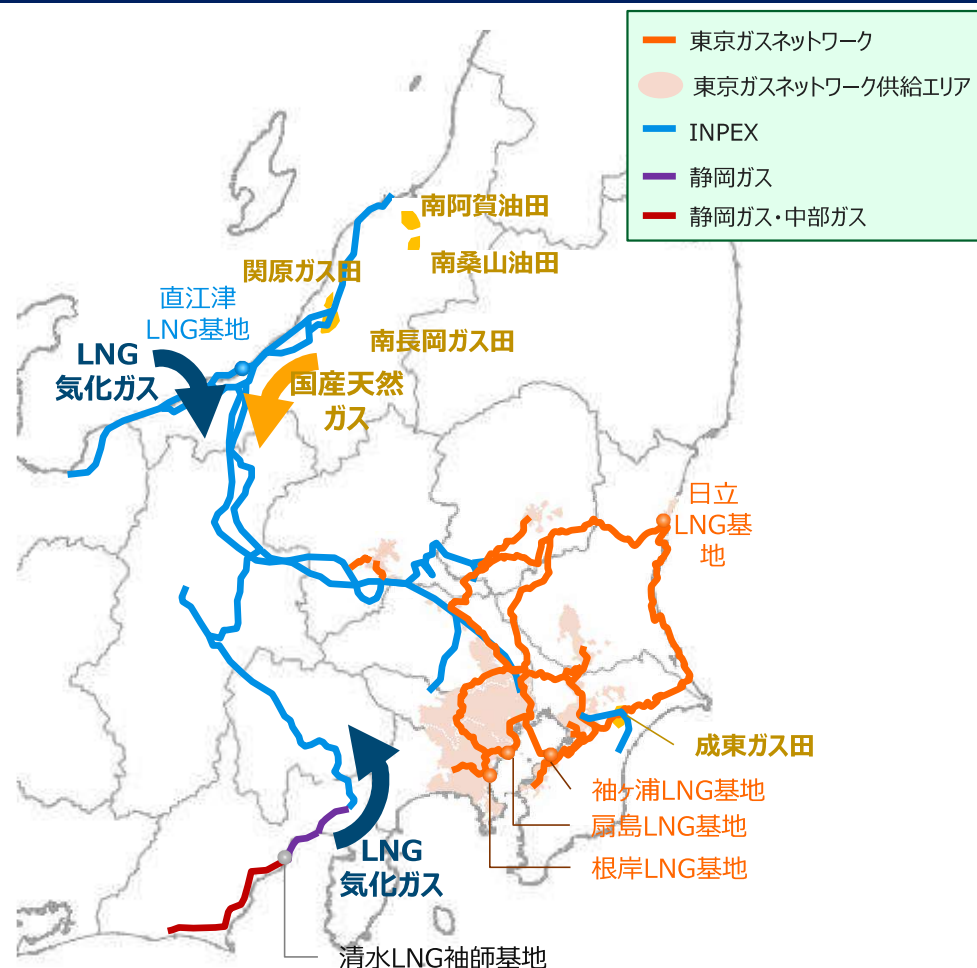 東京ガスネットワーク
東京ガスネットワーク供給エリア
INPEX
静岡ガス
静岡ガス・中部ガス
南阿賀油田
南桑山油田
関原ガス田
直江津
LNG基地
南長岡ガス田
LNG
気化ガス
国産天然
ガス
日立
LNG基
地
成東ガス田
袖ヶ浦LNG基地
扇島LNG基地
根岸LNG基地
LNG
気化ガス
清水LNG袖師基地